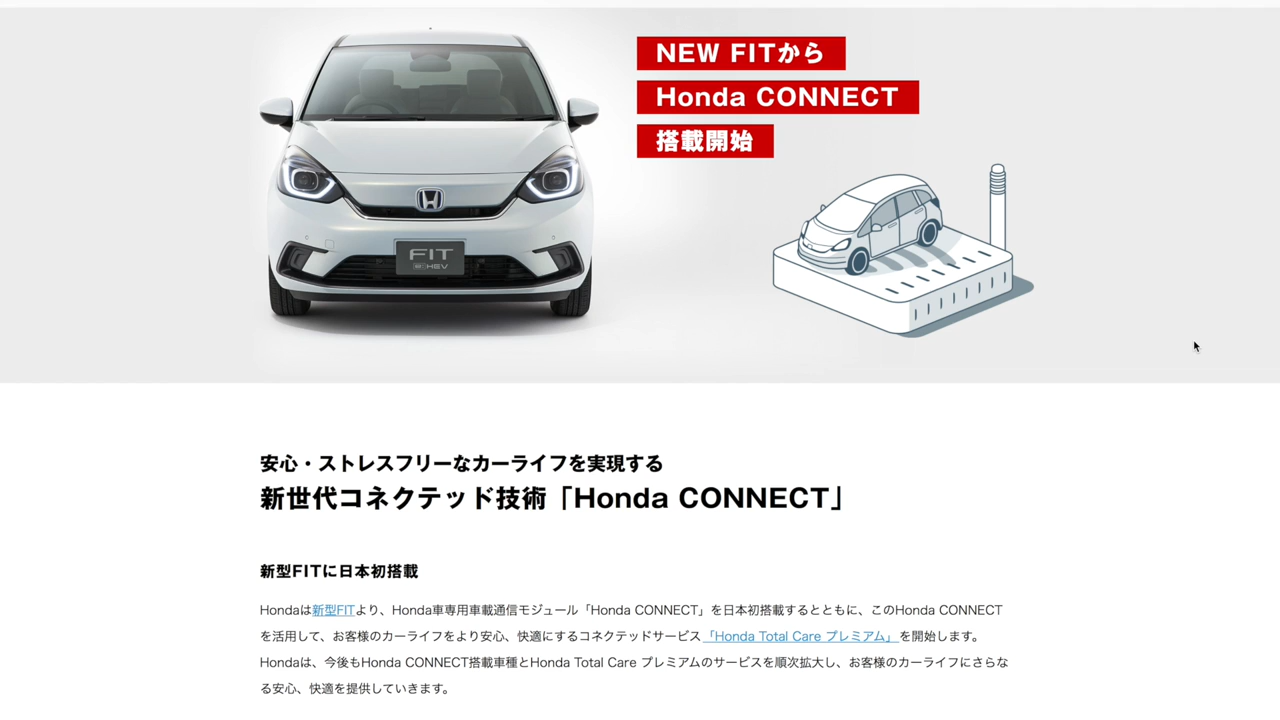 NEW FITから
Honda CONNECT
搭載開始
FIT
e:HEV
安心・ストレスフリーなカーライフを実現する
新世代コネクテッド技術「Honda CONNECT」
新型FITに日本初搭載
Hondaは新型FITより、Honda車専用車載通信モジュール「Honda CONNECT」を日本初搭載するとともに、このHonda CONNECT
を活用して、お客様のカーライフをより安心、快適にするコネクテッドサービス「Honda Total Care プレミアム」を開始します。
Hondaは、今後もHonda CONNECT搭載車種とHonda Total Care プレミアムのサービスを順次拡大し、お客様のカーライフにさらな
る安心、快適を提供していきます。